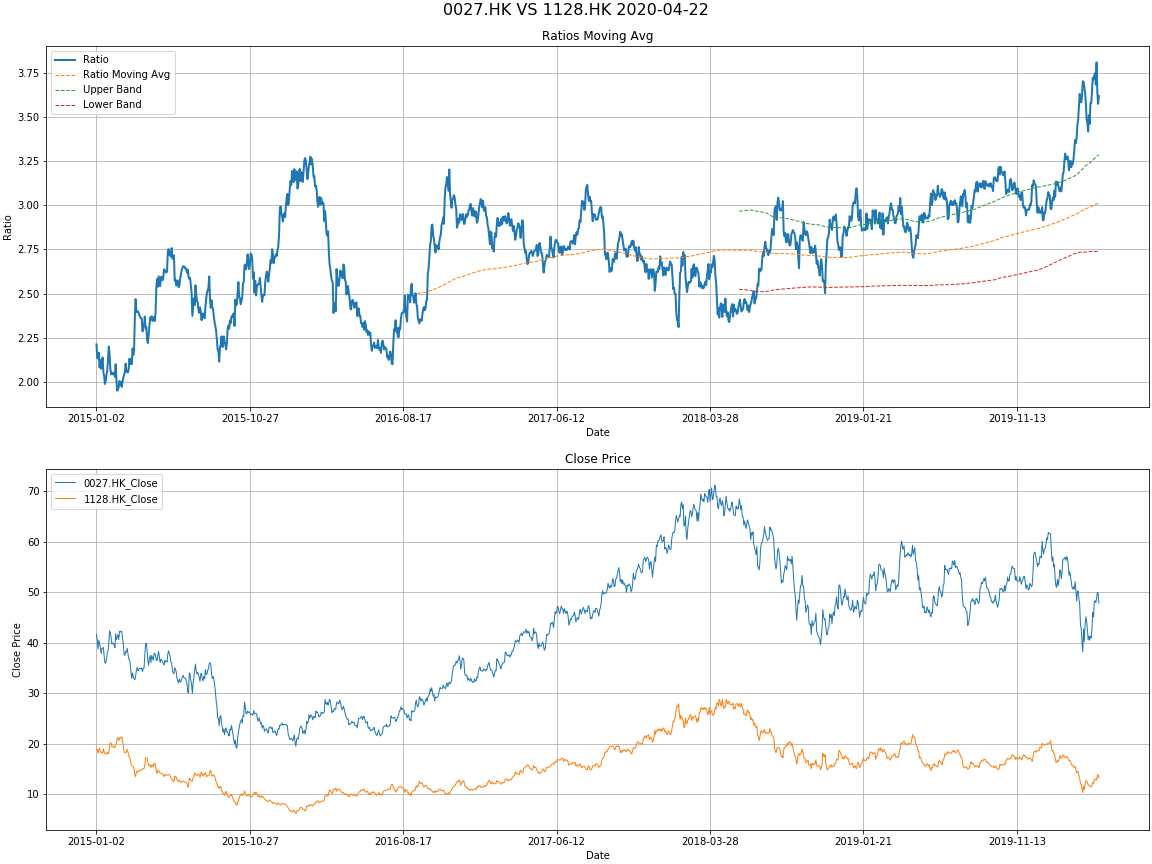 0027.HK VS 1128.HK 2020-04-22
Ratios Moving Avg
Ratio
Ratio Moving Avg
Upper Band
Lower Band
3.75
3.50
3.25
3.00
2.75
2.50
2.25
2.00
Ratio
2015-01-02 2015-10-27 2016-08-17 2017-06-12 2018-03-28 2019-01-21 2019-11-13
Date
Close Price
0027.HK_Close
1128.HK_Close
70
60
50
40
30
20
10
Close Price
2015-01-02 2015-10-27 2016-08-17 2017-06-12 2018-03-28 2019-01-21 2019-11-13
Date